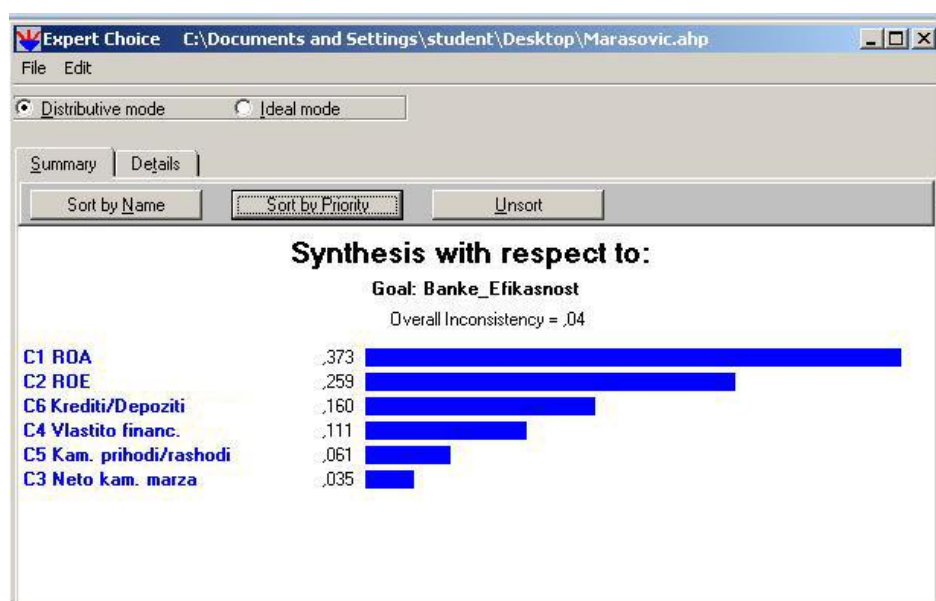 Expert Choice C:\Documents and Settings\student\Desktop\Marasovic.ahp
File Edit
Distributive mode Ideal mode
Summary Details
Sort by Name Sort by Priority Unsort
Synthesis with respect to:
Goal: Banke_Efikasnost
Overall Inconsistency = ,04
C1 ROA ,373
C2 ROE ,259
C6 Krediti/Depoziti ,160
C4 Vlastito financ. ,111
C5 Kam. prihodi/rashodi ,061
C3 Neto kam. marza ,035